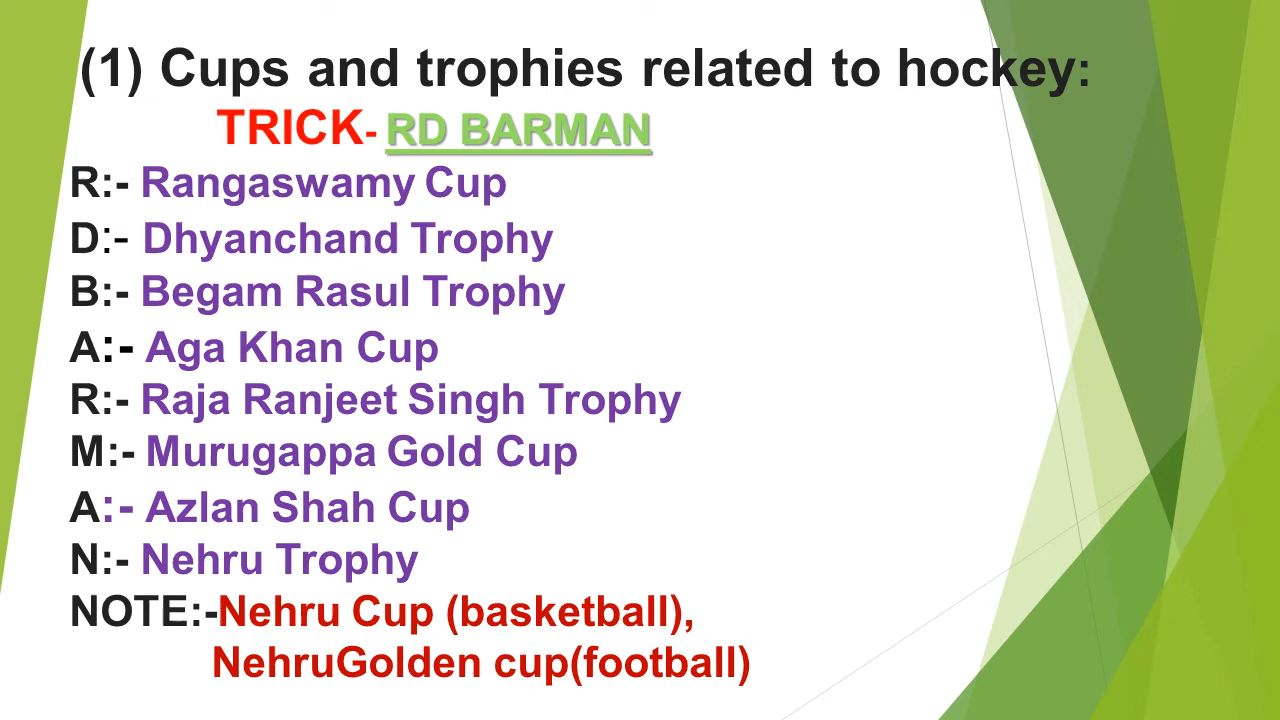 (1) Cups and trophies related to hockey:
TRICK- RD BARMAN
R:- Rangaswamy Cup
D:- Dhyanchand Trophy
B:- Begam Rasul Trophy
A:- Aga Khan Cup
R:- Raja Ranjeet Singh Trophy
M:- Murugappa Gold Cup
A:- Azlan Shah Cup
N:- Nehru Trophy
NOTE:-Nehru Cup (basketball),
NehruGolden cup(football)